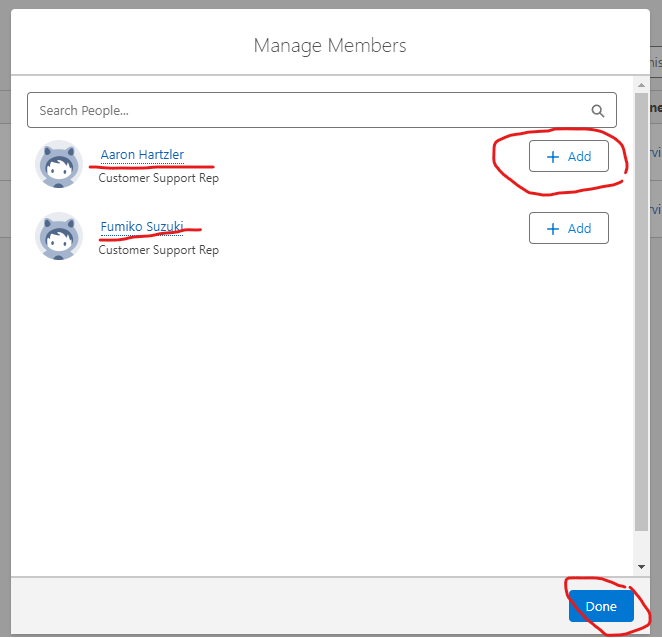 Manage Members
Search People...
Aaron Hartzler
+ Add
Customer Support Rep
Fumiko Suzuki
+ Add
Customer Support Rep
Done